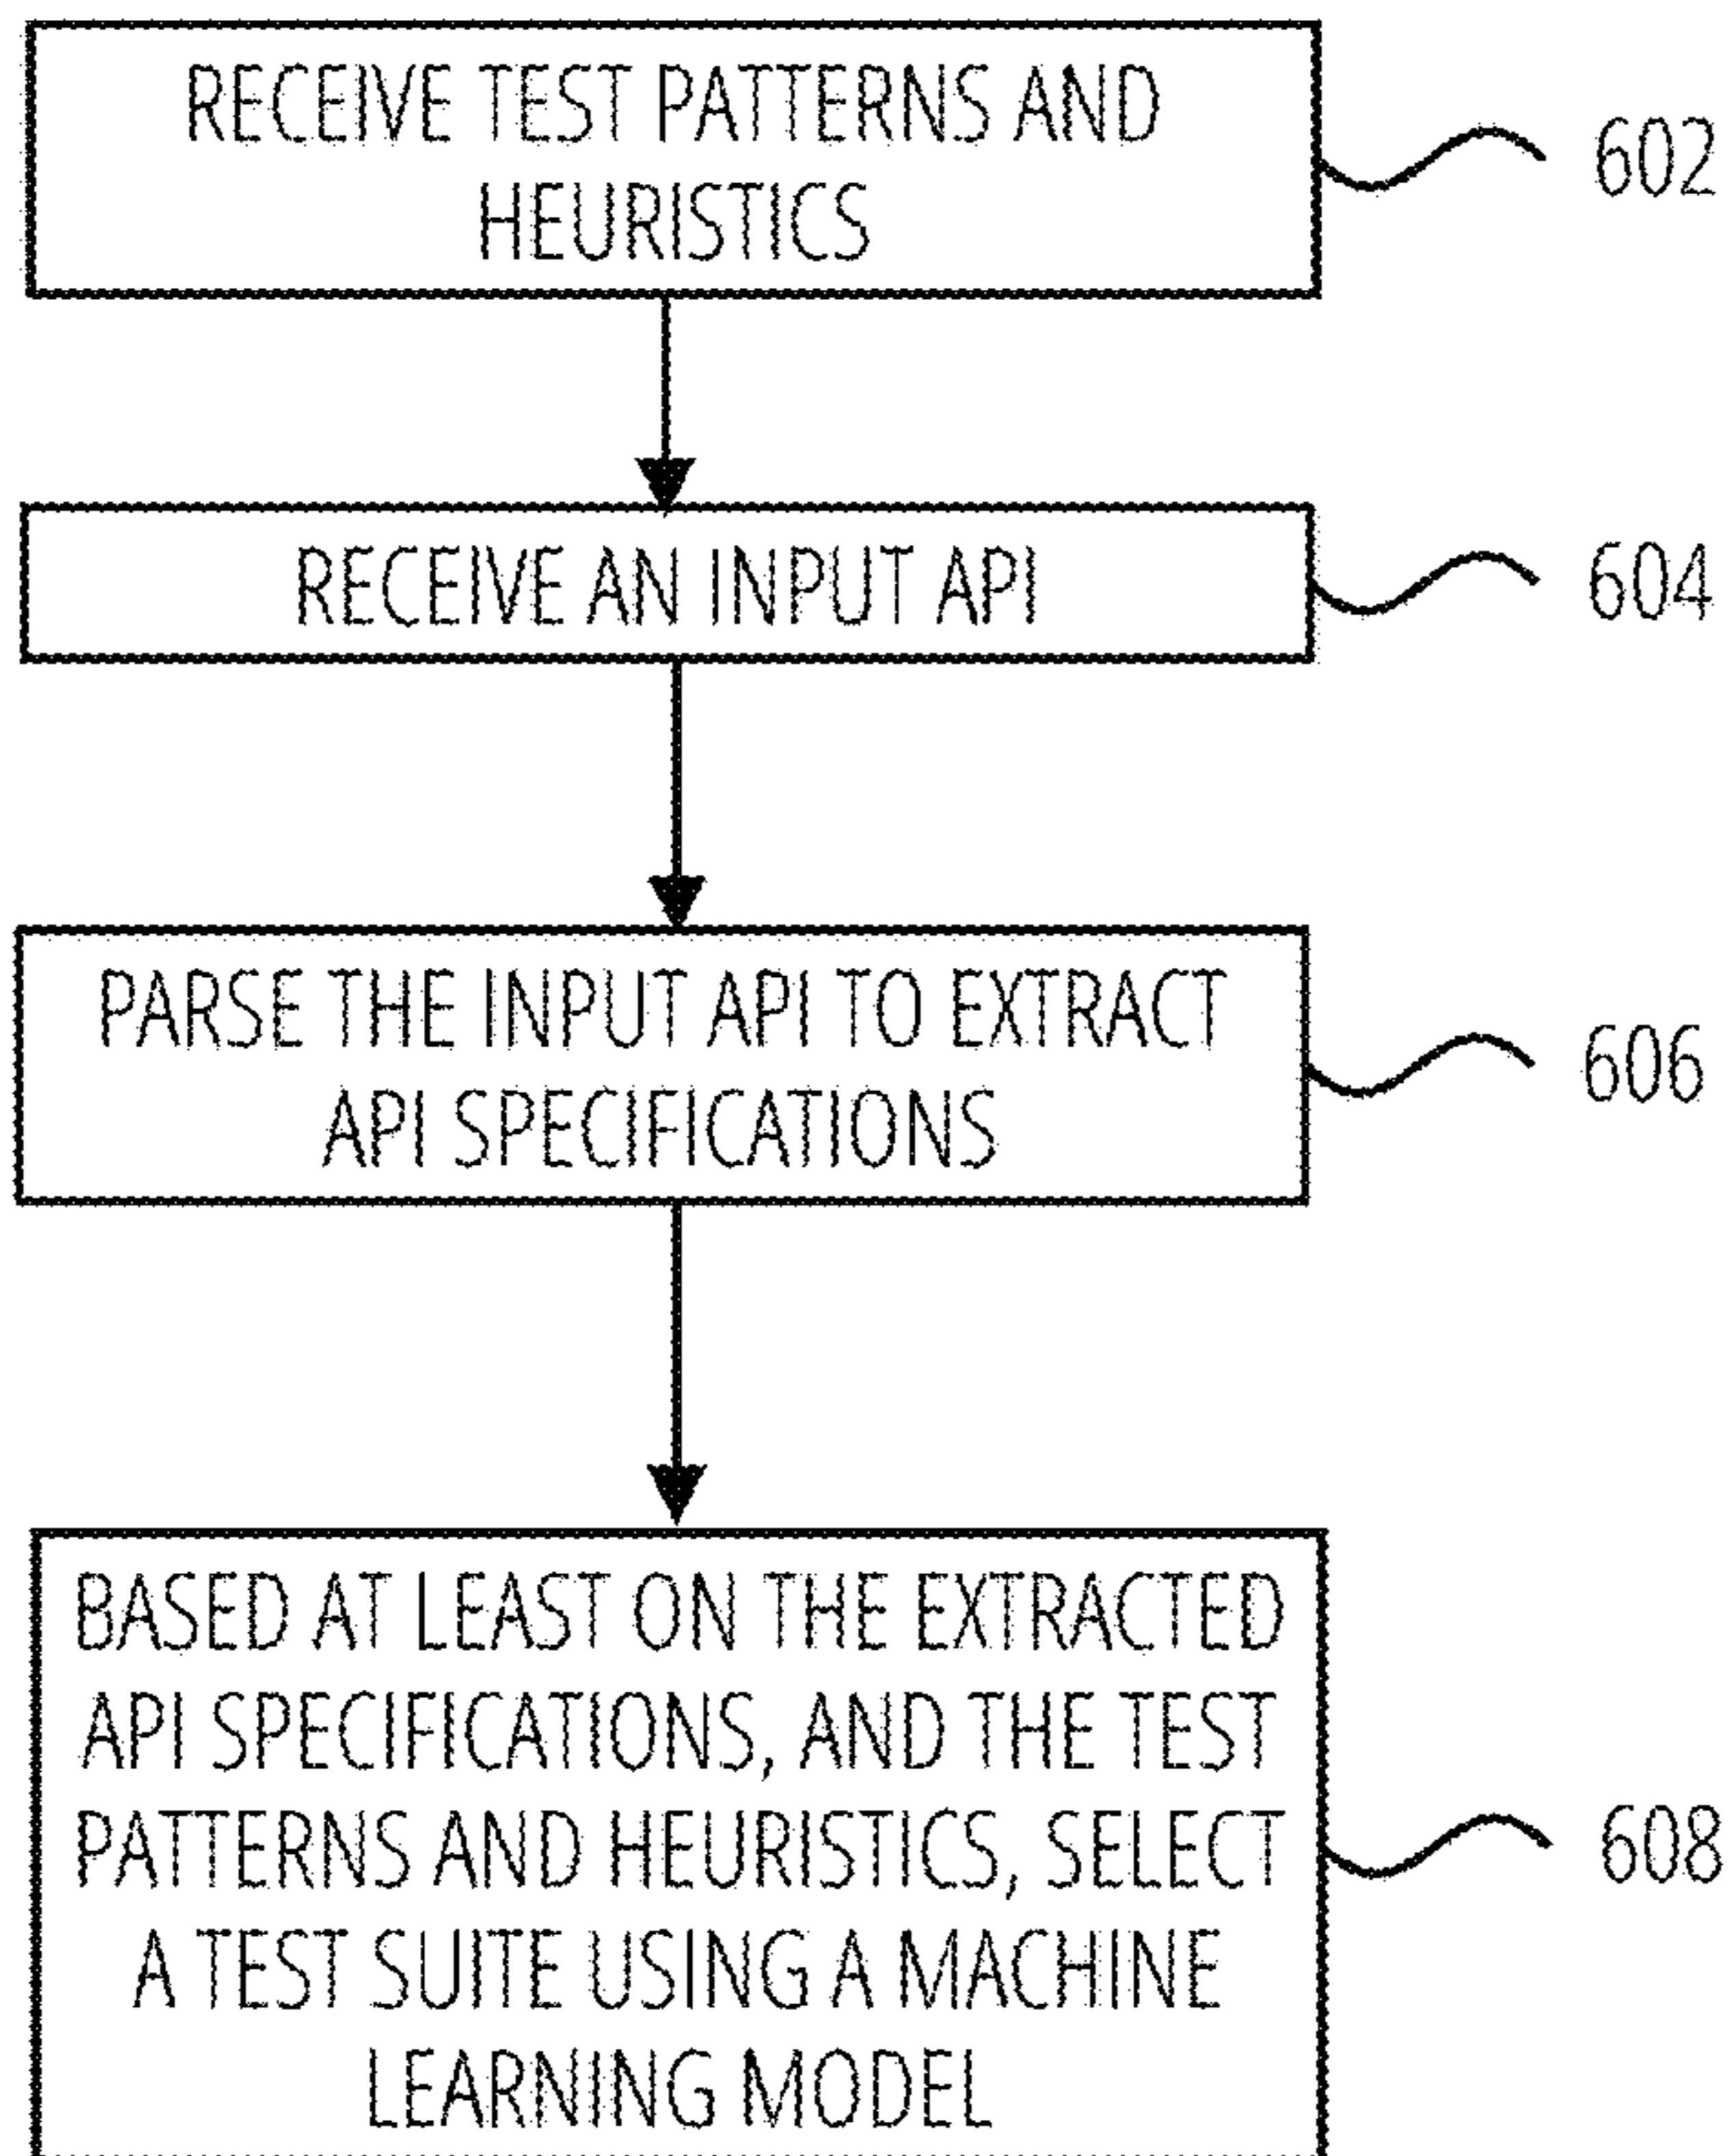 RECEIVE TEST PATTERNS AND
HEURISTICS
602
RECEIVE AN INPUT API
604
PARSE THE INPUT API TO EXTRACT
API SPECIFICATIONS
606
BASED AT LEAST ON THE EXTRACTED
API SPECIFICATIONS, AND THE TEST
PATTERNS AND HEURISTICS, SELECT
A TEST SUITE USING A MACHINE
LEARNING MODEL
608